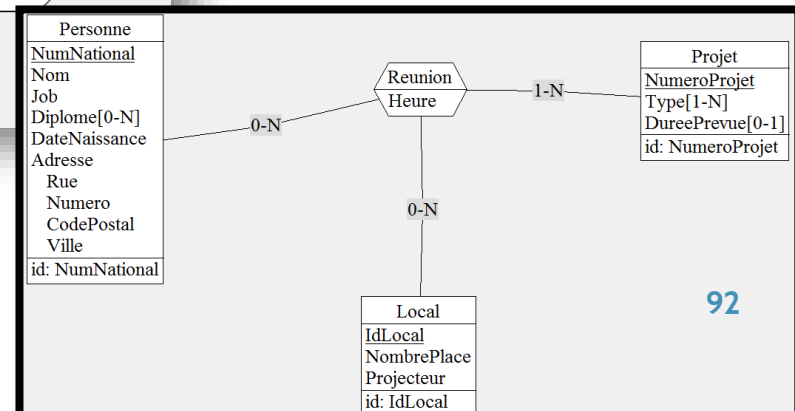 Personne
NumNational
Nom
Job
Diplome[0-N]
DateNaissance
Adresse
Rue
Numero
CodePostal
Ville
id: NumNational
0-N
Reunion
Heure
1-N
Projet
NumeroProjet
Type[1-N]
DureePrevue[0-1]
id: NumeroProjet
0-N
Local
IdLocal
NombrePlace
Projecteur
id: IdLocal
92